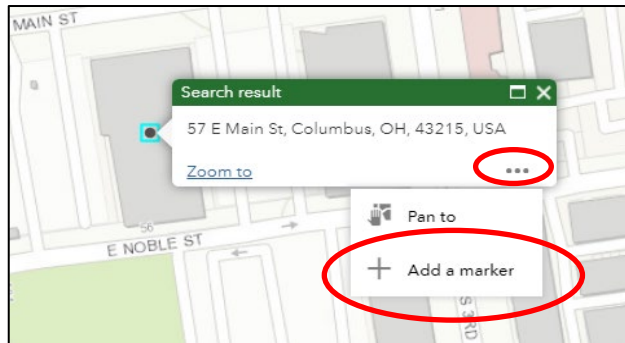 MAIN ST
Search result
57 E Main St, Columbus, OH, 43215, USA
Zoom to
Pan to
56
E NOBLE ST
Add a marker
S 3RD